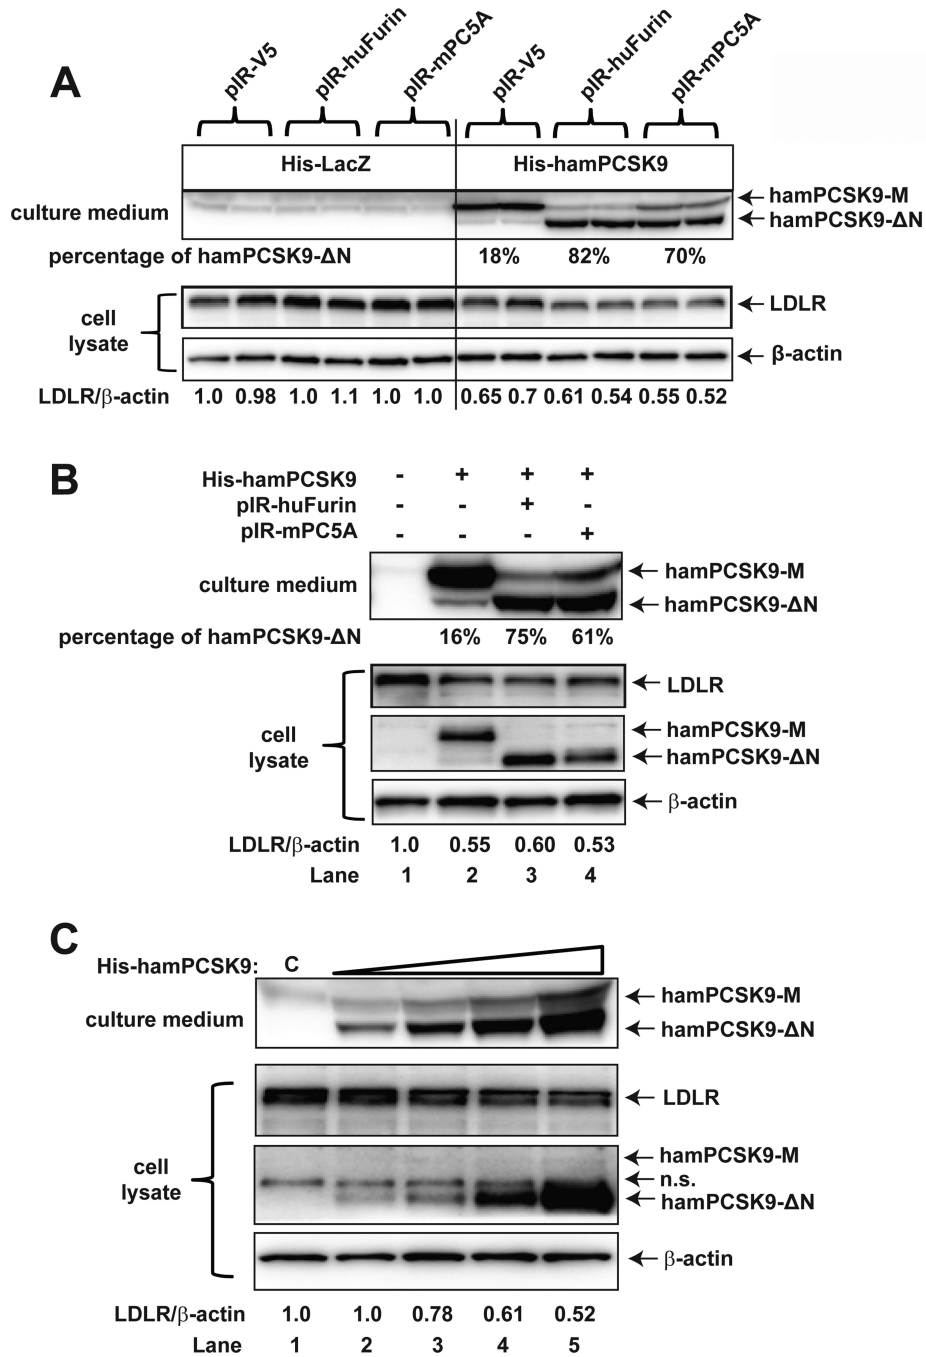 A
pIR-V5 pIR-huFurin pIR-mPC5A pIR-V5 pIR-huFurin pIR-mPC5A
His-LacZ His-hamPCSK9
culture medium
hamPCSK9-M
hamPCSK9-ΔN
percentage of hamPCSK9-ΔN 18% 82% 70%
cell lysate
LDLR
β-actin
LDLR/β-actin 1.0 0.98 1.0 1.1 1.0 1.0 0.65 0.7 0.61 0.54 0.55 0.52
B
His-hamPCSK9 - + + +
pIR-huFurin - - + -
pIR-mPC5A - - - +
culture medium
hamPCSK9-M
hamPCSK9-ΔN
percentage of hamPCSK9-ΔN 16% 75% 61%
cell lysate
LDLR
hamPCSK9-M
hamPCSK9-ΔN
β-actin
LDLR/β-actin 1.0 0.55 0.60 0.53
Lane 1 2 3 4
C
His-hamPCSK9: C
culture medium
hamPCSK9-M
hamPCSK9-ΔN
cell lysate
LDLR
hamPCSK9-M
n.s.
hamPCSK9-ΔN
β-actin
LDLR/β-actin 1.0 1.0 0.78 0.61 0.52
Lane 1 2 3 4 5